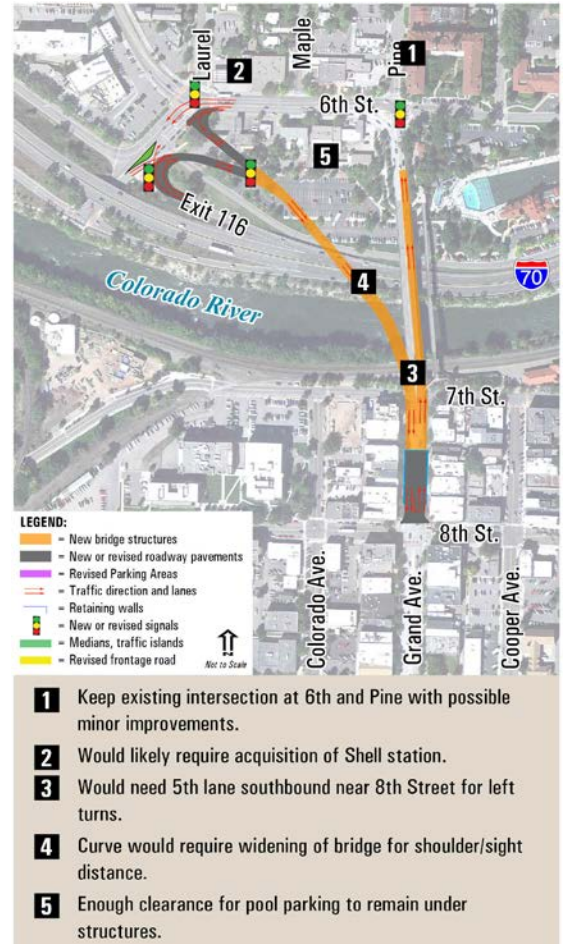 Laurel
Maple
Pine
1
2
6th St.
5
Exit 116
Colorado River
4
70
3
7th St.
8th St.
Colorado Ave.
Grand Ave.
Cooper Ave.
LEGEND:
= New bridge structures
= New or revised roadway pavements
= Revised Parking Areas
= Traffic direction and lanes
= Retaining walls
= New or revised signals
= Medians, traffic islands
= Revised frontage road
N
Not to Scale
1 Keep existing intersection at 6th and Pine with possible
minor improvements.
2 Would likely require acquisition of Shell station.
3 Would need 5th lane southbound near 8th Street for left
turns.
4 Curve would require widening of bridge for shoulder/sight
distance.
5 Enough clearance for pool parking to remain under
structures.